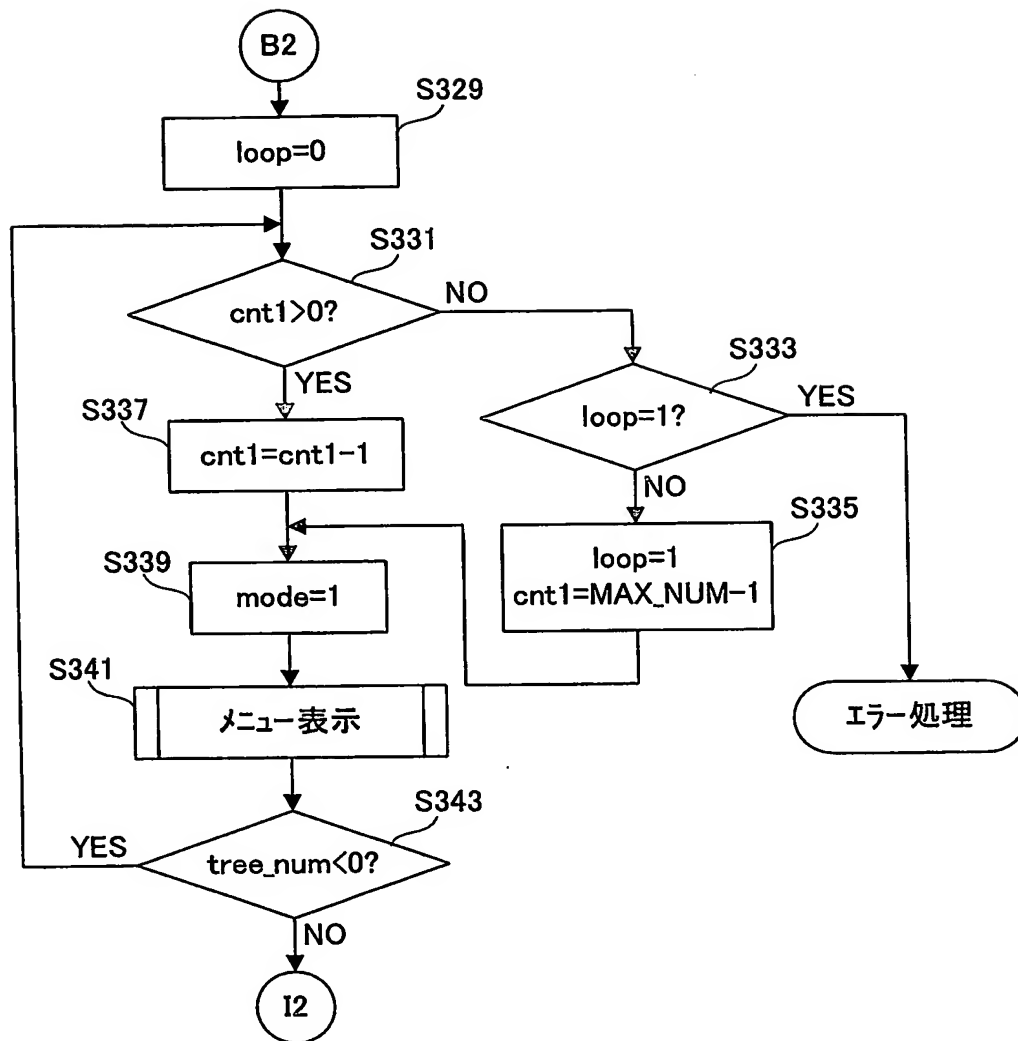 B2
S329
loop=0
S331
cnt1>0?
NO
YES
S333
loop=1?
YES
NO
S337
cnt1=cnt1-1
S335
loop=1
cnt1=MAX_NUM-1
S339
mode=1
S341
メニュー表示
エラー処理
S343
tree_num<0?
YES
NO
I2